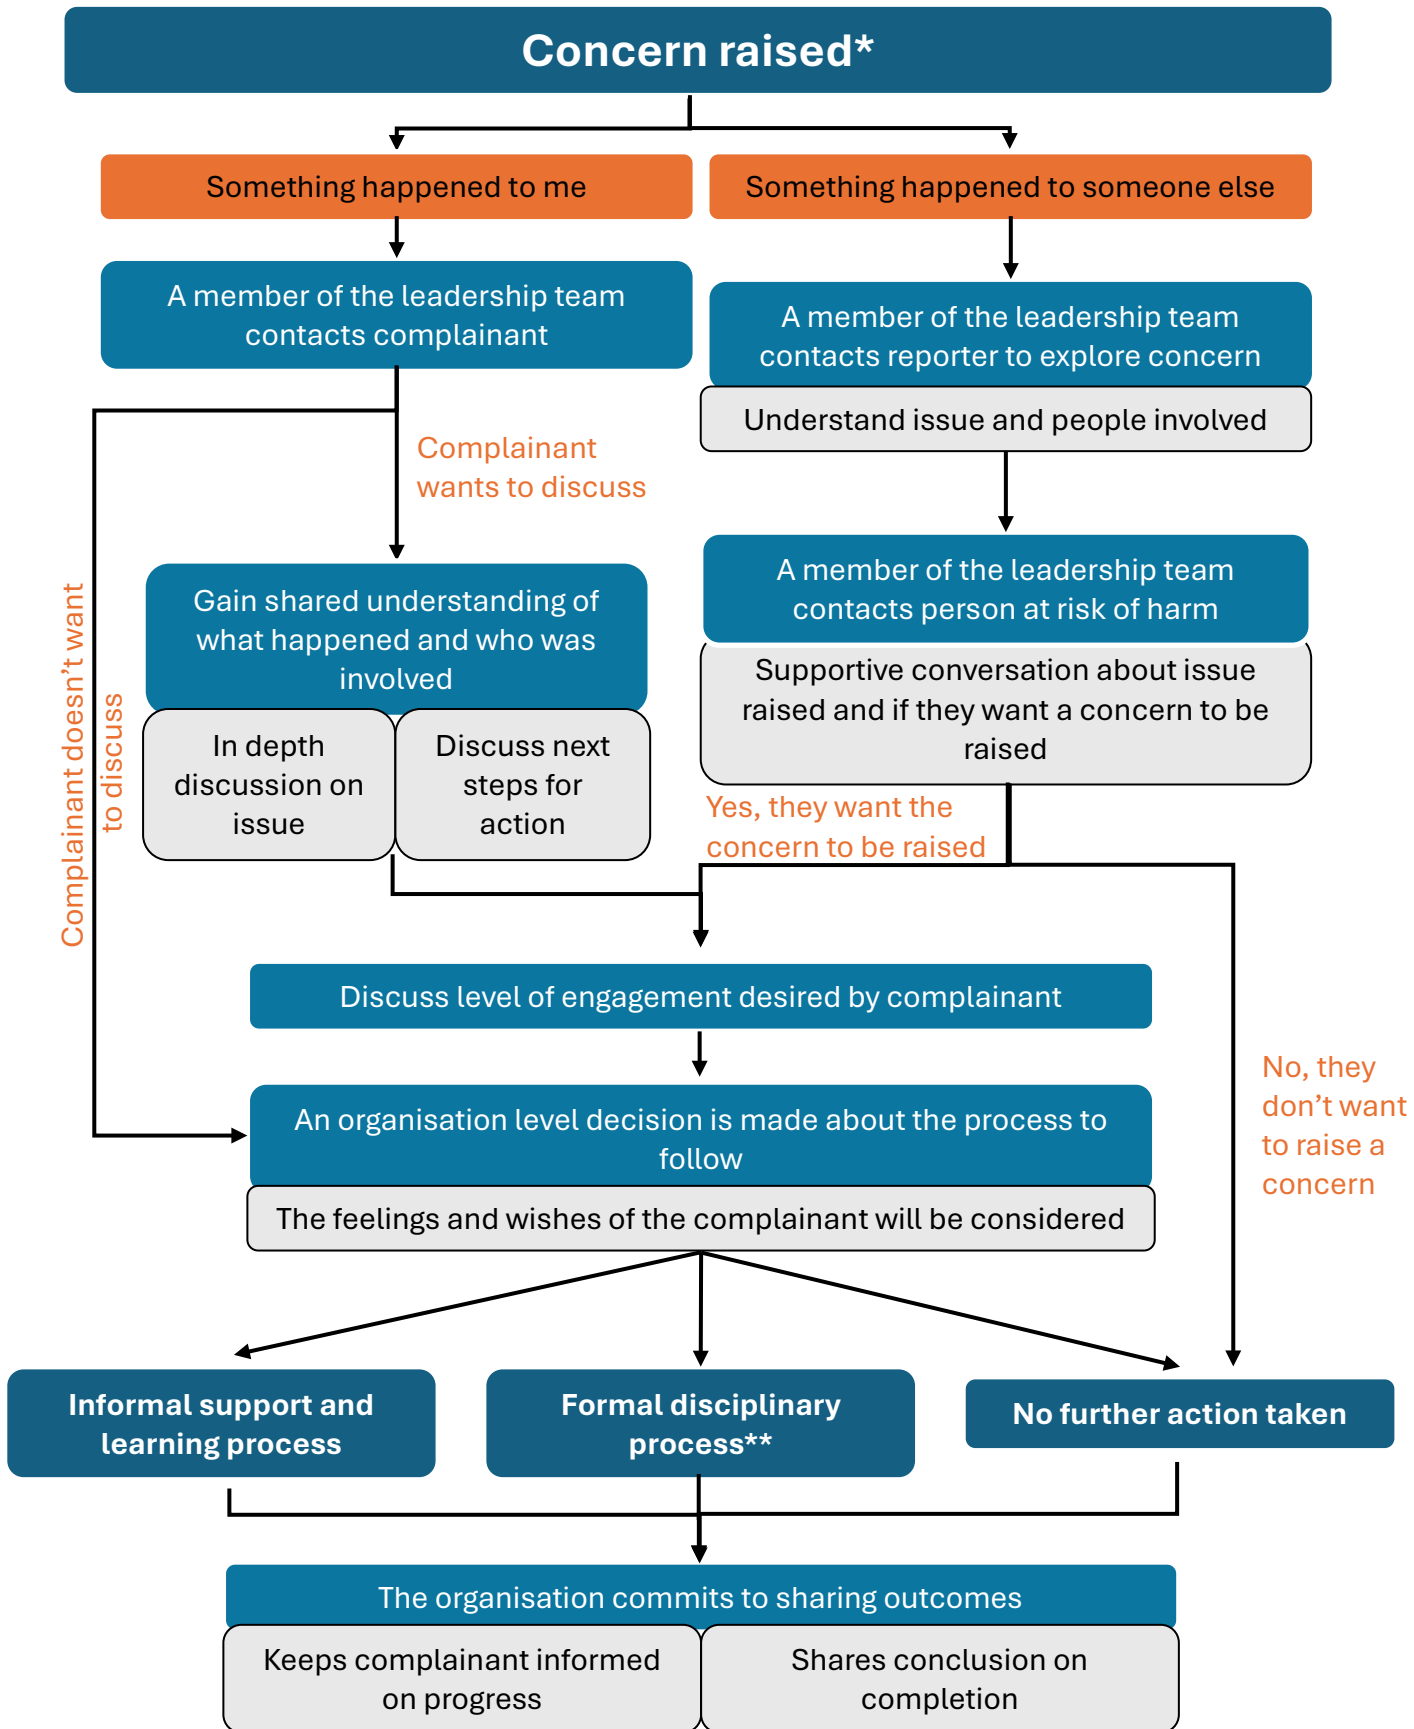 Concern raised*
Something happened to me
Something happened to someone else
A member of the leadership team
contacts complainant
A member of the leadership team
contacts reporter to explore concern
Understand issue and people involved
Complainant
wants to discuss
Complainant doesn't want
to discuss
Gain shared understanding of
what happened and who was
involved
In depth
discussion on
issue
Discuss next
steps for
action
A member of the leadership team
contacts person at risk of harm
Supportive conversation about issue
raised and if they want a concern to be
raised
Yes, they want the
concern to be raised
No, they
don't want
to raise a
concern
Discuss level of engagement desired by complainant
An organisation level decision is made about the process to
follow
The feelings and wishes of the complainant will be considered
Informal support and
learning process
Formal disciplinary
process**
No further action taken
The organisation commits to sharing outcomes
Keeps complainant informed
on progress
Shares conclusion on
completion